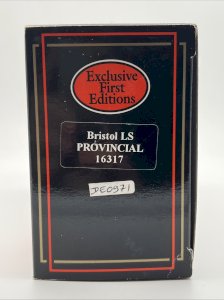 Exclusive
First
Editions
Bristol LS
PROVINCIAL
16317
DE0971